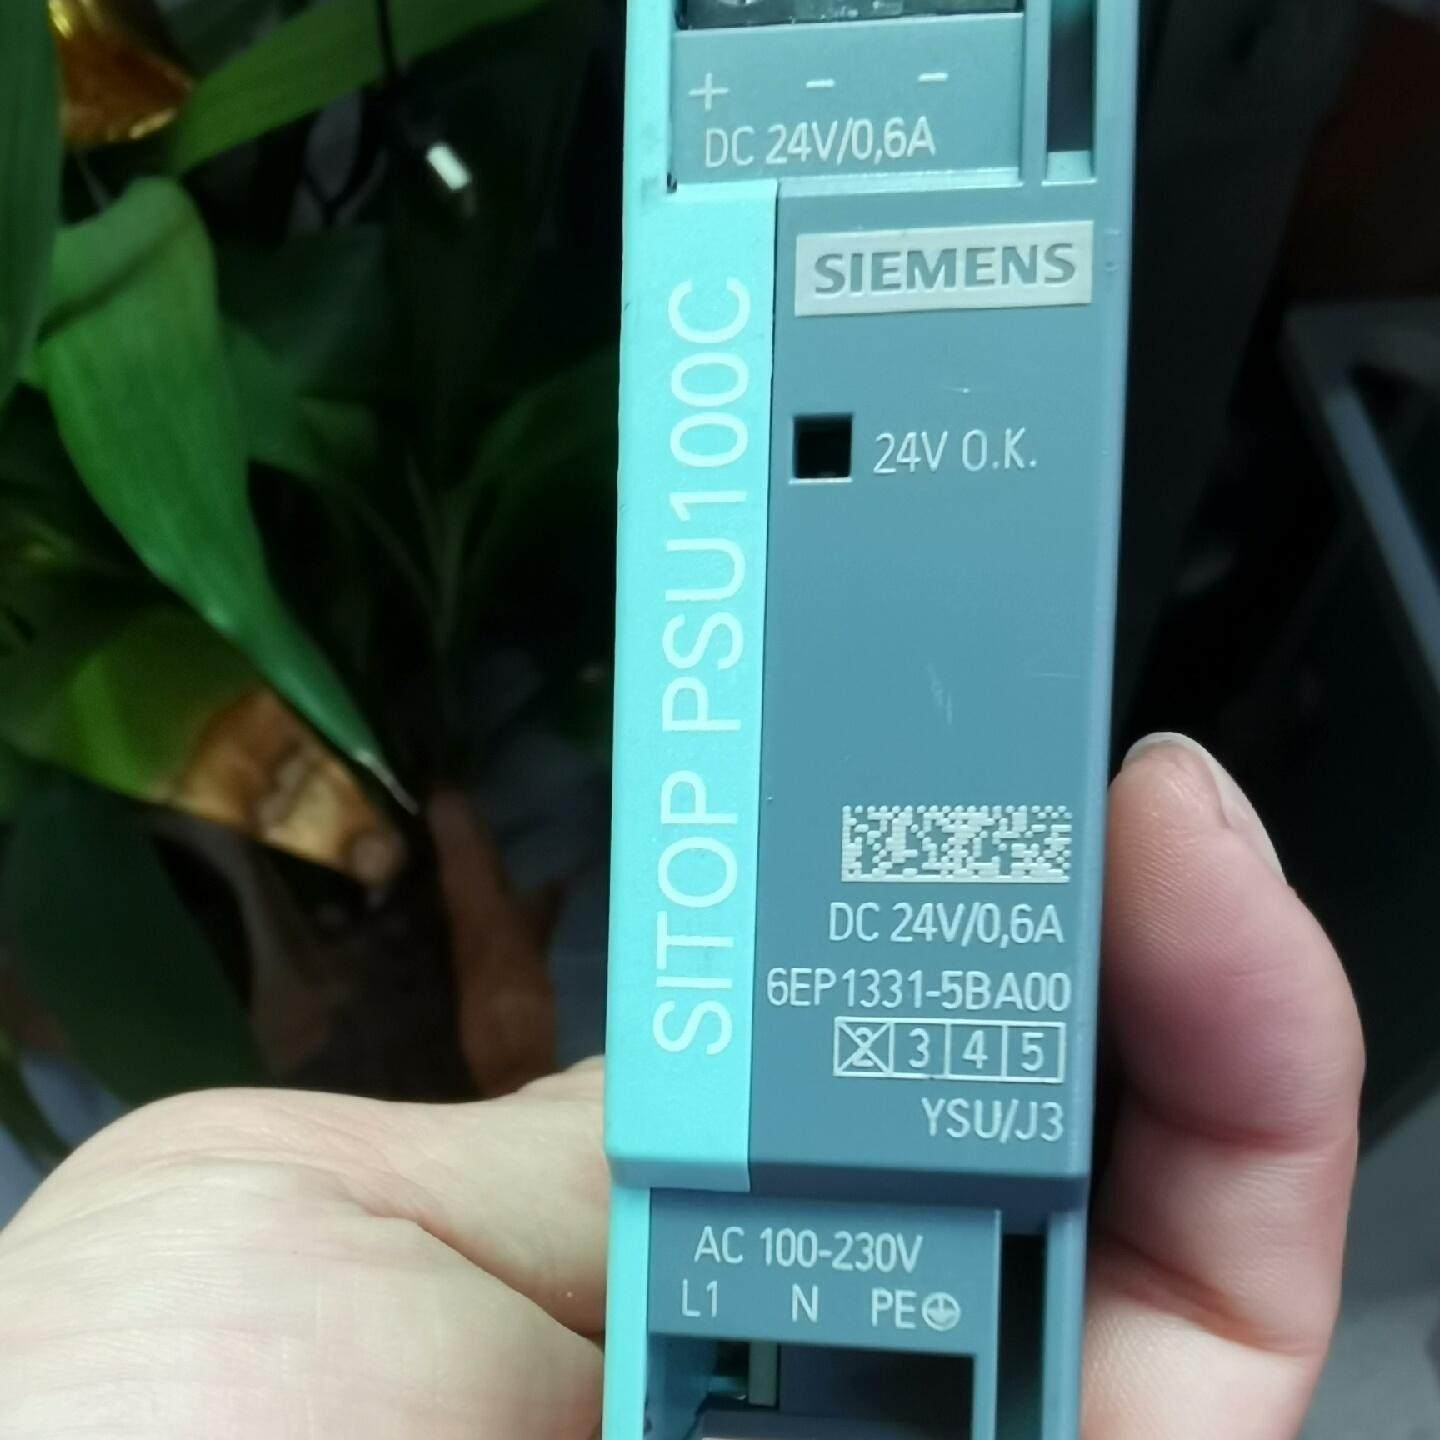 + - -
DC 24V/0,6A
SIEMENS
SITOP PSU100C
24V O.K.
DC 24V/0,6A
6EP1331-5BA00
2 3 4 5
YSU/J3
AC 100-230V
L1 N PE